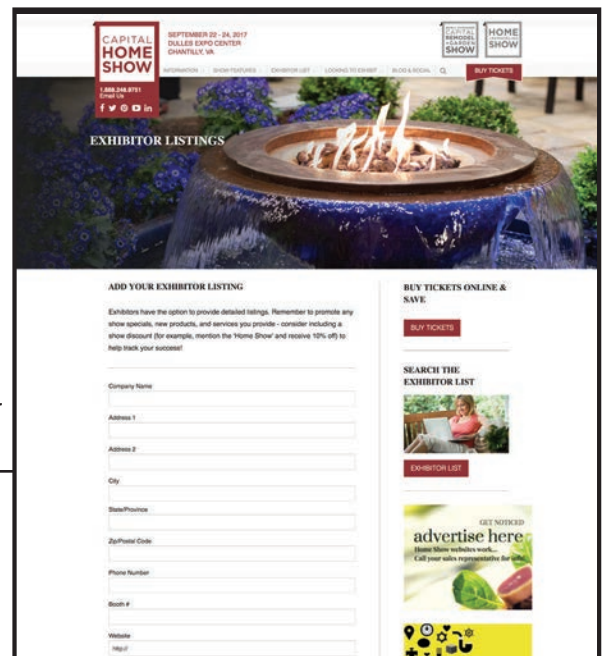 CAPITAL
HOME
SHOW
SEPTEMBER 22 - 24, 2017
DULLES EXPO CENTER
CHANTILLY, VA
CAPITAL
REMODEL
+GARDEN
SHOW
HOME
SHOW
INFORMATION
SHOW FEATURES
EXHIBITOR LIST
LOOKING TO EXHIBIT
BLOG & SOCIAL
BUY TICKETS
1.888.248.9751
Email Us
EXHIBITOR LISTINGS
ADD YOUR EXHIBITOR LISTING
Exhibitors have the option to provide detailed listings. Remember to promote any
show specials, new products, and services you provide - consider including a
show discount (for example, mention the 'Home Show' and receive 10% off) to
help track your success!
Company Name
Address 1
Address 2
City
State/Province
Zip/Postal Code
Phone Number
Booth #
Website
http://
BUY TICKETS ONLINE &
SAVE
BUY TICKETS
SEARCH THE
EXHIBITOR LIST
EXHIBITOR LIST
GET NOTICED
advertise here
Home Show websites work...
Call your sales representative for